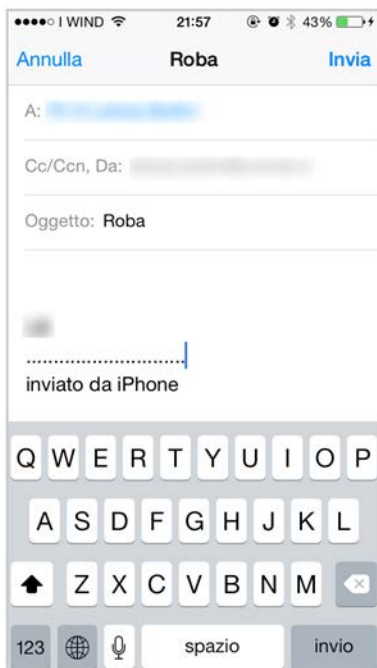 I WIND 21:57 43%
Annulla Roba Invia
A:
Cc/Ccn, Da:
Oggetto: Roba
.............................
inviato da iPhone
Q W E R T Y U I O P
A S D F G H J K L
Z X C V B N M
123 spazio invio